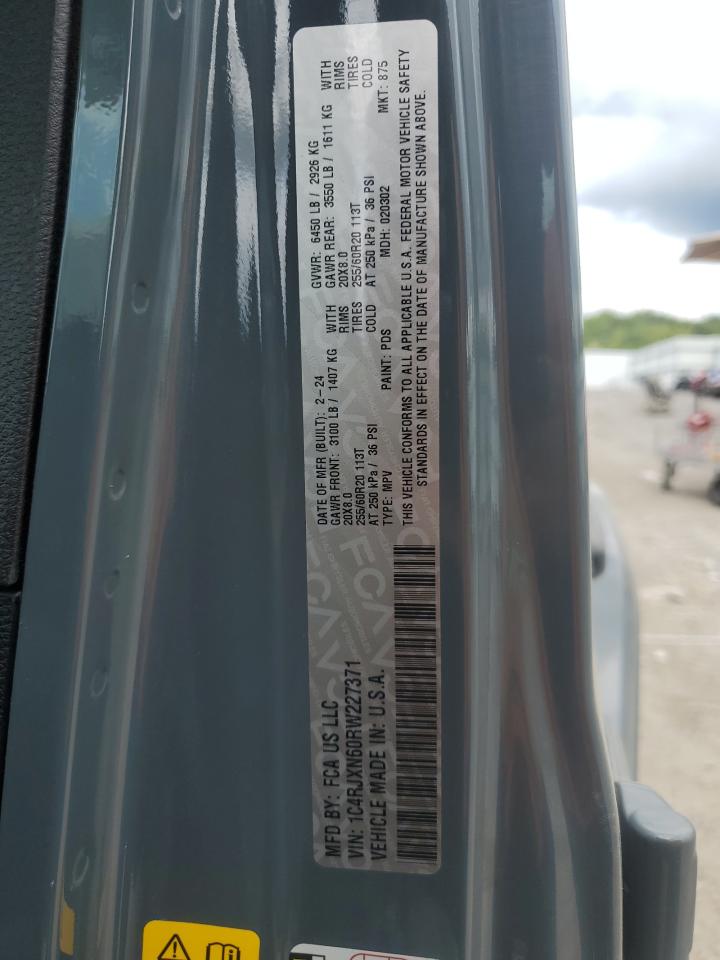 MFD BY: FCA US LLC
DATE OF MFR (BUILT): 2-24
GVWR: 6450 LB / 2926 KG
GAWR FRONT: 3100 LB / 1407 KG WITH
GAWR REAR: 3550 LB / 1611 KG WITH
20X8.0 RIMS
20X8.0 RIMS
255/60R20 113T TIRES
255/60R20 113T TIRES
AT 250 kPa / 36 PSI COLD
AT 250 kPa / 36 PSI COLD
VIN: 1C4RJXN60RW227371
TYPE: MPV
PAINT: PDS
MDH: 020302
MKT: 875
VEHICLE MADE IN: U.S.A.
THIS VEHICLE CONFORMS TO ALL APPLICABLE U.S.A. FEDERAL MOTOR VEHICLE SAFETY
STANDARDS IN EFFECT ON THE DATE OF MANUFACTURE SHOWN ABOVE.